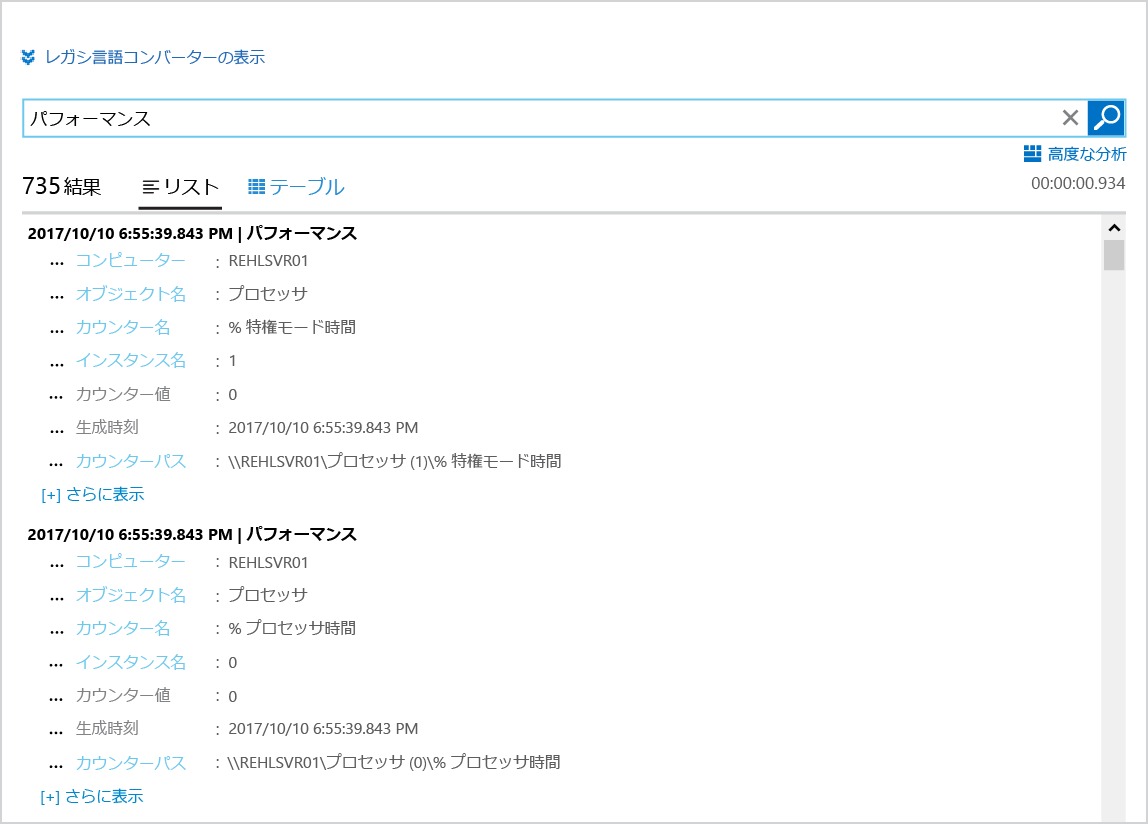 レガシ言語コンバーターの表示
パフォーマンス
高度な分析
735結果 リスト テーブル 00:00:00.934
2017/10/10 6:55:39.843 PM | パフォーマンス
... コンピューター : REHLSVR01
... オブジェクト名 : プロセッサ
... カウンター名 : % 特権モード時間
... インスタンス名 : 1
... カウンター値 : 0
... 生成時刻 : 2017/10/10 6:55:39.843 PM
... カウンターパス : \\REHLSVR01\プロセッサ (1)\% 特権モード時間
[+] さらに表示
2017/10/10 6:55:39.843 PM | パフォーマンス
... コンピューター : REHLSVR01
... オブジェクト名 : プロセッサ
... カウンター名 : % プロセッサ時間
... インスタンス名 : 0
... カウンター値 : 0
... 生成時刻 : 2017/10/10 6:55:39.843 PM
... カウンターパス : \\REHLSVR01\プロセッサ (0)\% プロセッサ時間
[+] さらに表示